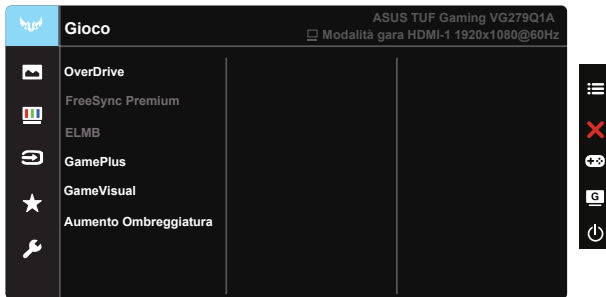 Gioco
ASUS TUF Gaming VG279Q1A
Modalità gara HDMI-1 1920x1080@60Hz
OverDrive
FreeSync Premium
ELMB
GamePlus
GameVisual
Aumento Ombreggiatura
G